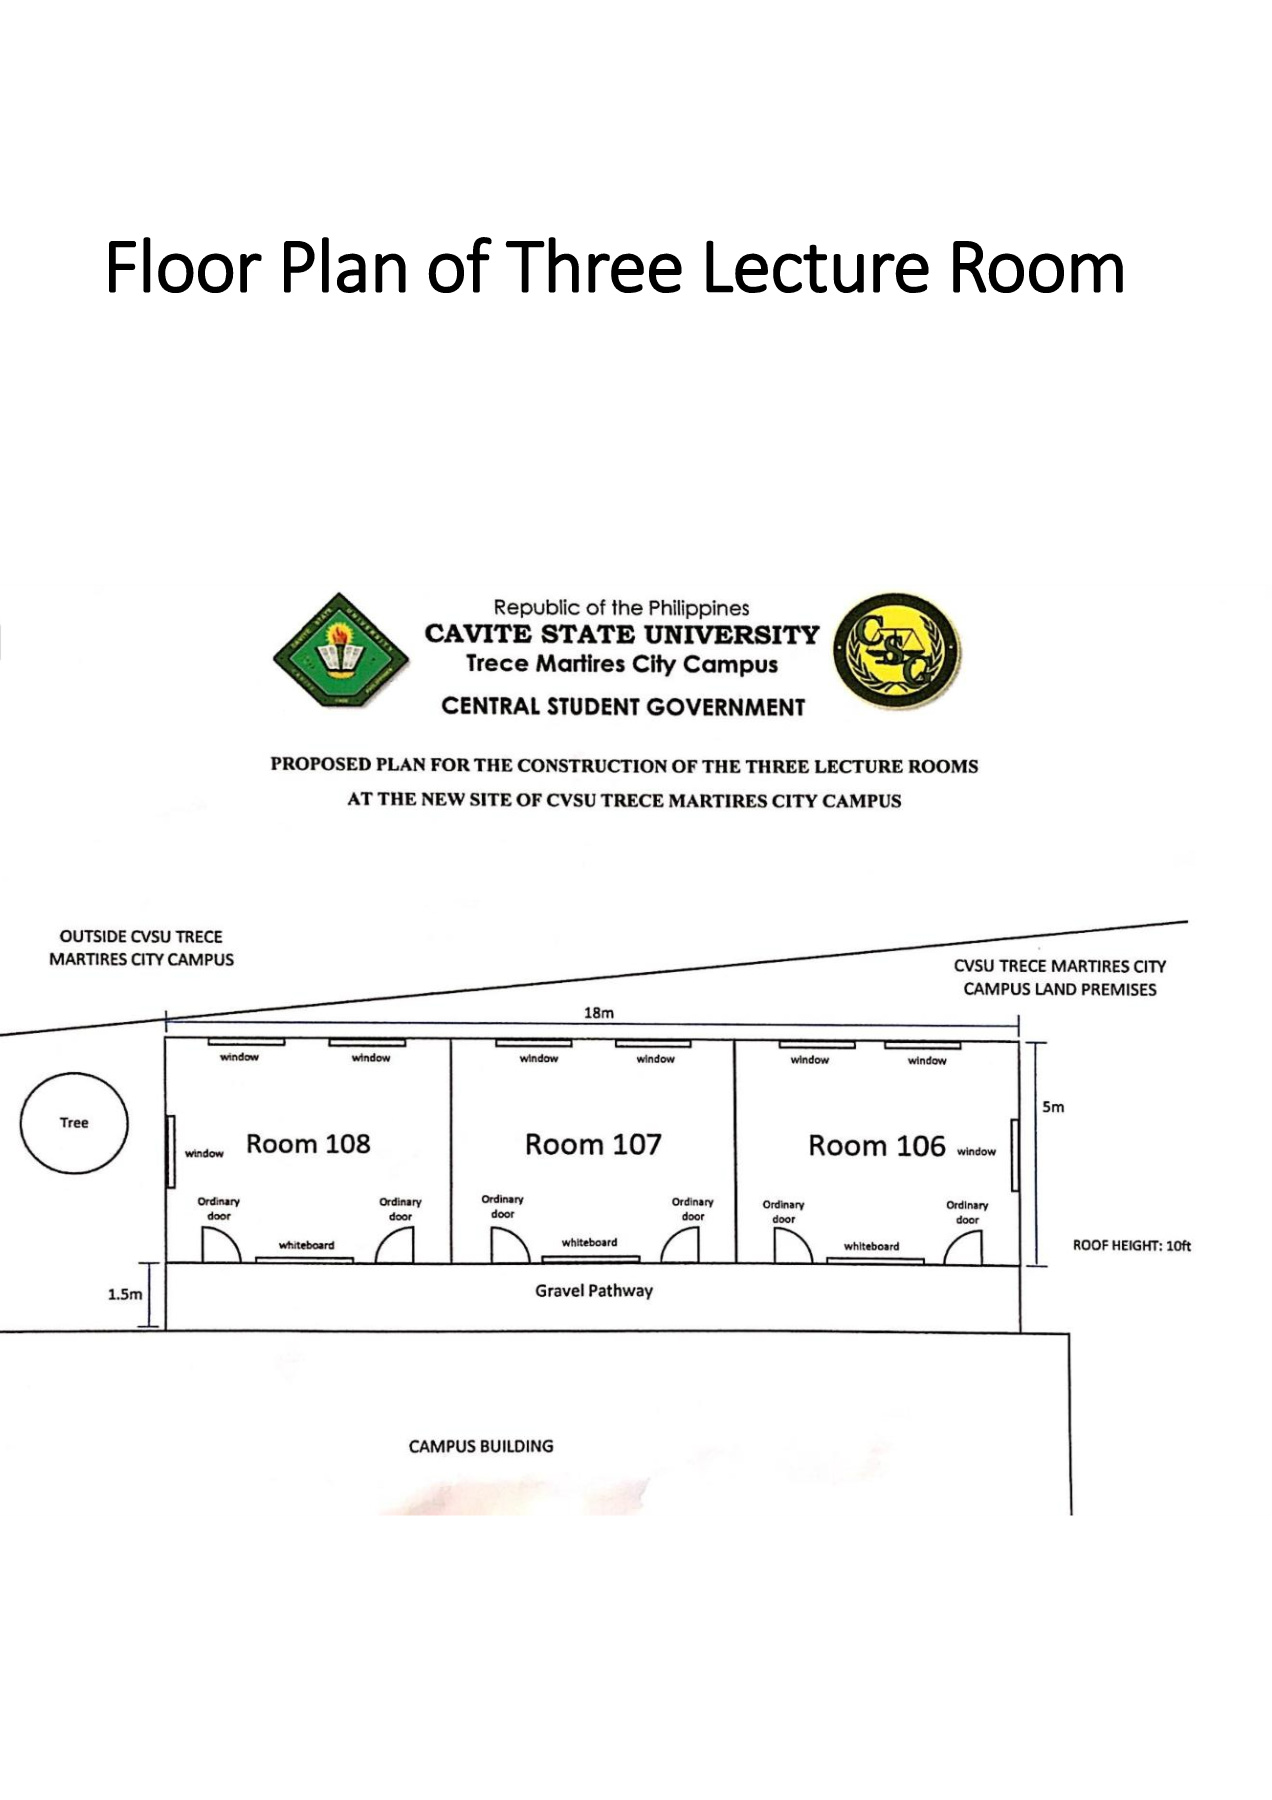 Floor Plan of Three Lecture Room
Republic of the Philippines
CAVITE STATE UNIVERSITY
Trece Martires City Campus
CENTRAL STUDENT GOVERNMENT
CSG
PROPOSED PLAN FOR THE CONSTRUCTION OF THE THREE LECTURE ROOMS
AT THE NEW SITE OF CVSU TRECE MARTIRES CITY CAMPUS
OUTSIDE CVSU TRECE
MARTIRES CITY CAMPUS
CVSU TRECE MARTIRES CITY
CAMPUS LAND PREMISES
18m
window
window
window
window
window
window
5m
Tree
window
Room 108
Room 107
Room 106
window
Ordinary
door
Ordinary
door
Ordinary
door
Ordinary
door
Ordinary
door
Ordinary
door
whiteboard
whiteboard
whiteboard
ROOF HEIGHT: 10ft
1.5m
Gravel Pathway
CAMPUS BUILDING